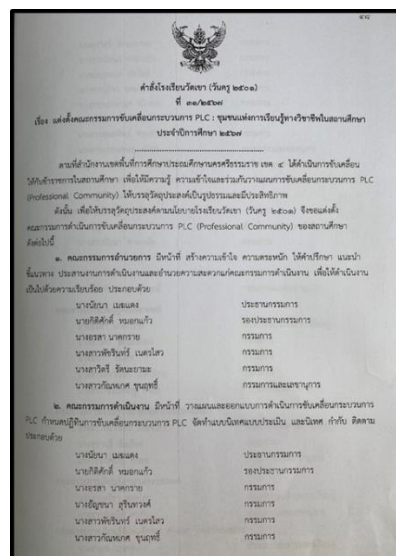 คำสั่งโรงเรียนวัดเขา (วันครู ๒๕๐๑)
ที่ ๓๑/๒๕๖๗
เรื่อง แต่งตั้งคณะกรรมการขับเคลื่อนกระบวนการ PLC : ชุมชนแห่งการเรียนรู้ทางวิชาชีพในสถานศึกษา
ประจำปีการศึกษา ๒๕๖๗
ตามที่สำนักงานเขตพื้นที่การศึกษาประถมศึกษานครศรีธรรมราช เขต ๔ ได้ดำเนินการขับเคลื่อน
ให้กับข้าราชการในสถานศึกษา เพื่อให้มีความรู้ ความเข้าใจและร่วมกันวางแผนการขับเคลื่อนกระบวนการ PLC
(Professional Community) ให้บรรลุวัตถุประสงค์เป็นรูปธรรมและมีประสิทธิภาพ
ดังนั้น เพื่อให้บรรลุวัตถุประสงค์ตามนโยบายโรงเรียนวัดเขา (วันครู ๒๕๐๑) จึงขอแต่งตั้ง
คณะกรรมการดำเนินการขับเคลื่อนกระบวนการ PLC (Professional Community) ของสถานศึกษา
ดังต่อไปนี้
๑. คณะกรรมการอำนวยการ มีหน้าที่ สร้างความเข้าใจ ความตระหนัก ให้คำปรึกษา แนะนำ
ชี้แนวทาง ประสานงานการดำเนินงานและอำนวยความสะดวกแก่คณะกรรมการดำเนินงาน เพื่อให้ดำเนินงาน
เป็นไปด้วยความเรียบร้อย ประกอบด้วย
นางนัยนา เมฆแดง ประธานกรรมการ
นายกิติศักดิ์ หมอกแก้ว รองประธานกรรมการ
นางอรสา นาคกราย กรรมการ
นางสาวพัชรินทร์ เนตรไสว กรรมการ
นางสาววิตรี รัตนะยามะ กรรมการ
นางสาวกัณหเกศ ขุนฤทธิ์ กรรมการและเลขานุการ
๒. คณะกรรมการดำเนินงาน มีหน้าที่ วางแผนและออกแบบการดำเนินการขับเคลื่อนกระบวนการ
PLC กำหนดปฏิทินการขับเคลื่อนกระบวนการ PLC จัดทำแบบนิเทศแบบประเมิน และนิเทศ กำกับ ติดตาม
ประกอบด้วย
นางนัยนา เมฆแดง ประธานกรรมการ
นายกิติศักดิ์ หมอกแก้ว รองประธานกรรมการ
นางอรสา นาคกราย กรรมการ
นางอัญชนา สุรินทวงศ์ กรรมการ
นางสาวพัชรินทร์ เนตรไสว กรรมการ
นางสาวกัณหเกศ ขุนฤทธิ์ กรรมการ